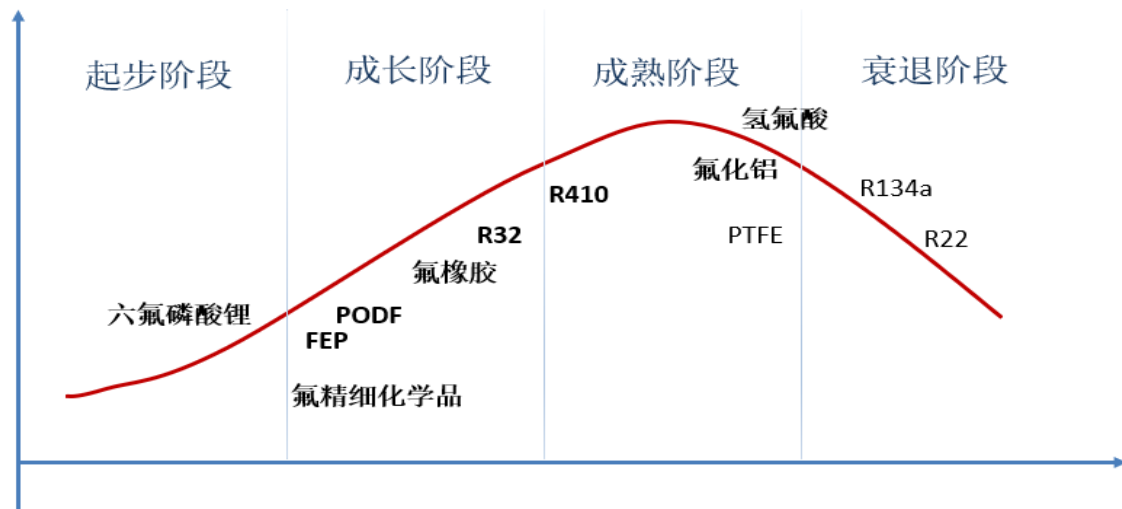 起步阶段
成长阶段
成熟阶段
衰退阶段
氢氟酸
氟化铝
R134a
R410
R32
PTFE
R22
氟橡胶
六氟磷酸锂
PODF
FEP
氟精细化学品